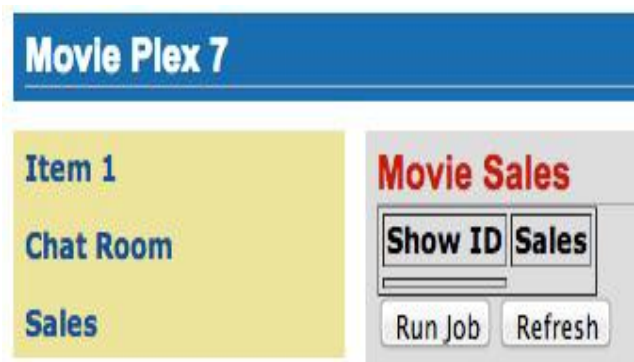 Movie Plex 7
Item 1
Chat Room
Sales
Movie Sales
Show ID Sales
Run Job Refresh